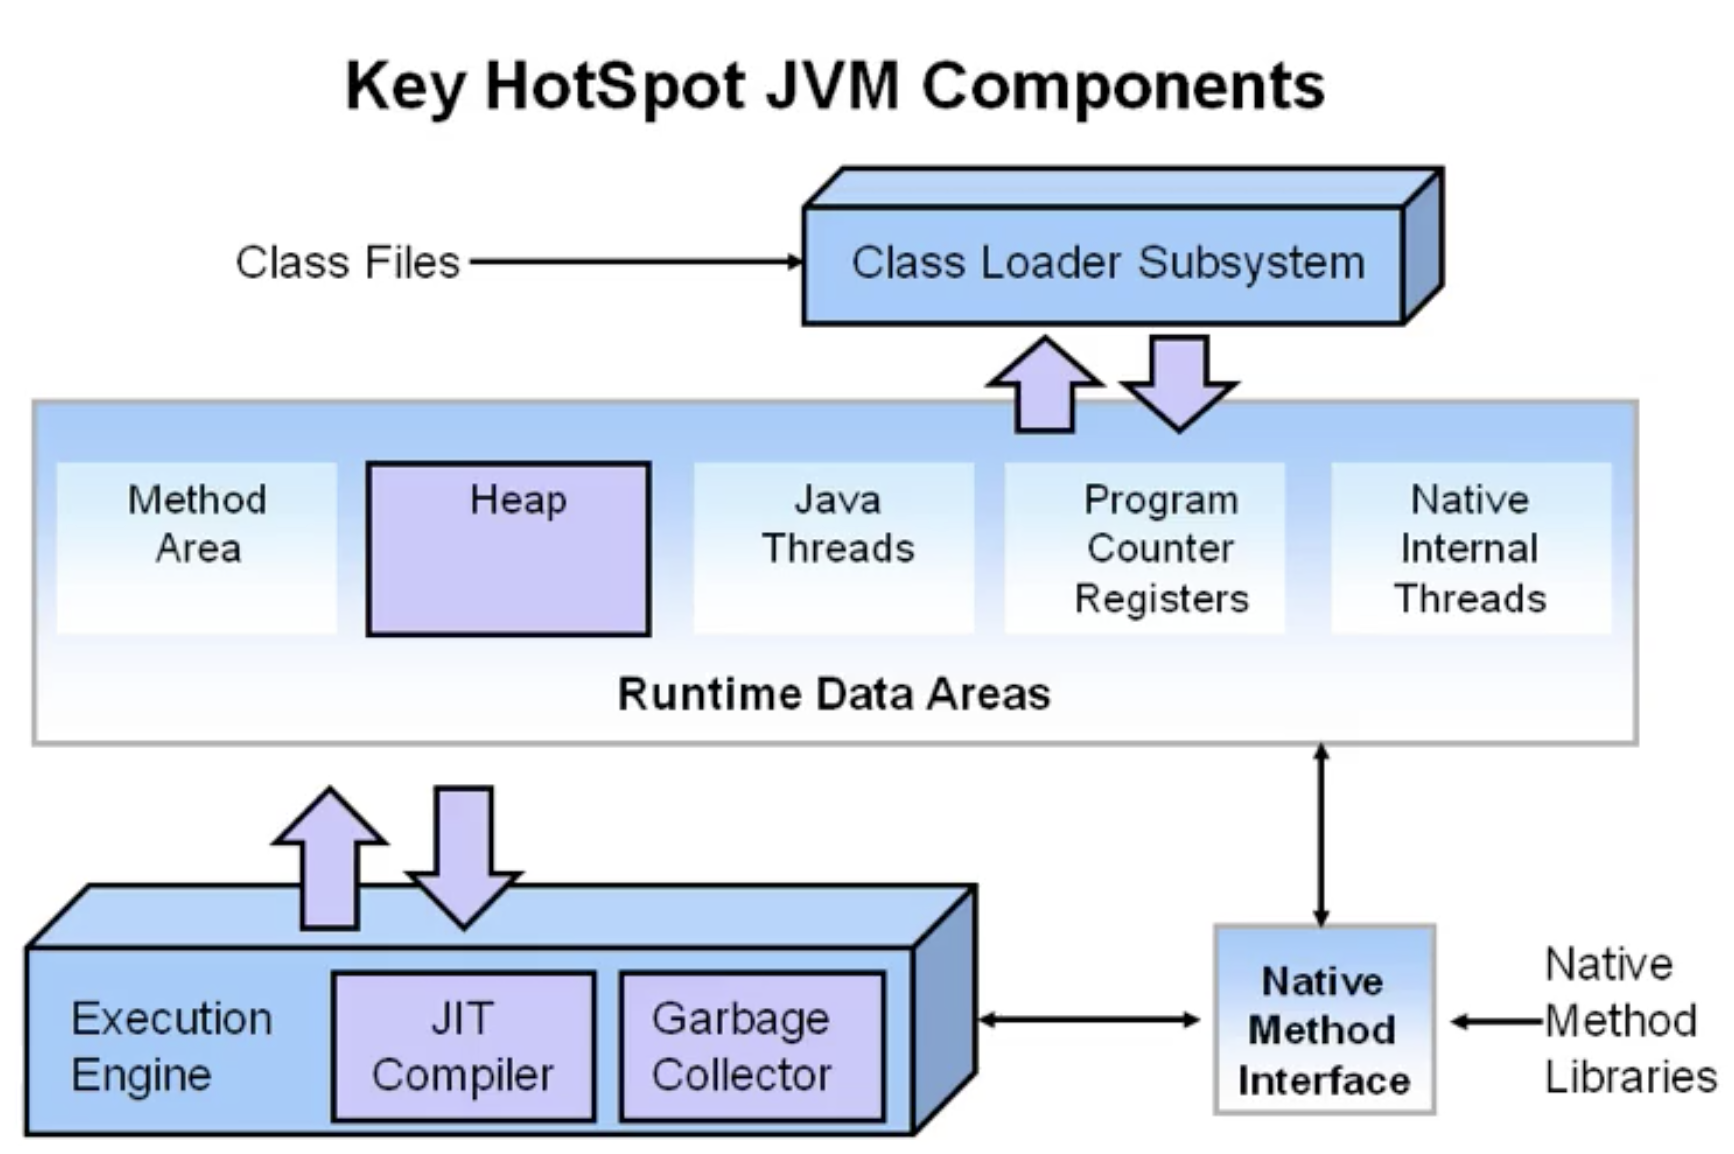 Key HotSpot JVM Components
Class Files
Class Loader Subsystem
Method
Area
Heap
Java
Threads
Program
Counter
Registers
Native
Internal
Threads
Runtime Data Areas
Execution
Engine
JIT
Compiler
Garbage
Collector
Native
Method
Interface
Native
Method
Libraries